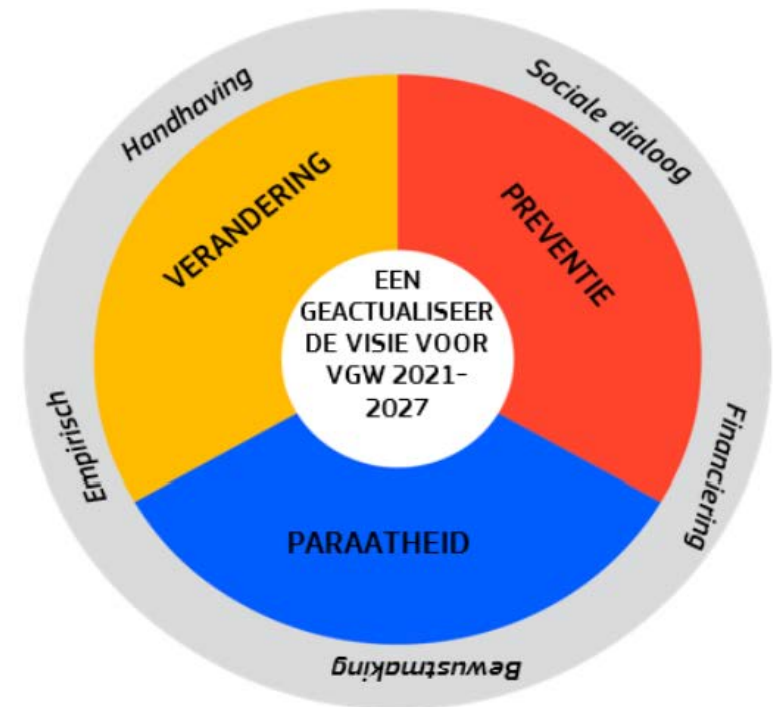 Handhaving
Sociale dialoog
VERANDERING
PREVENTIE
EEN
GEACTUALISEER
DE VISIE VOOR
VGW 2021-
2027
Empirisch
Financiering
PARAATHEID
Bewustmaking